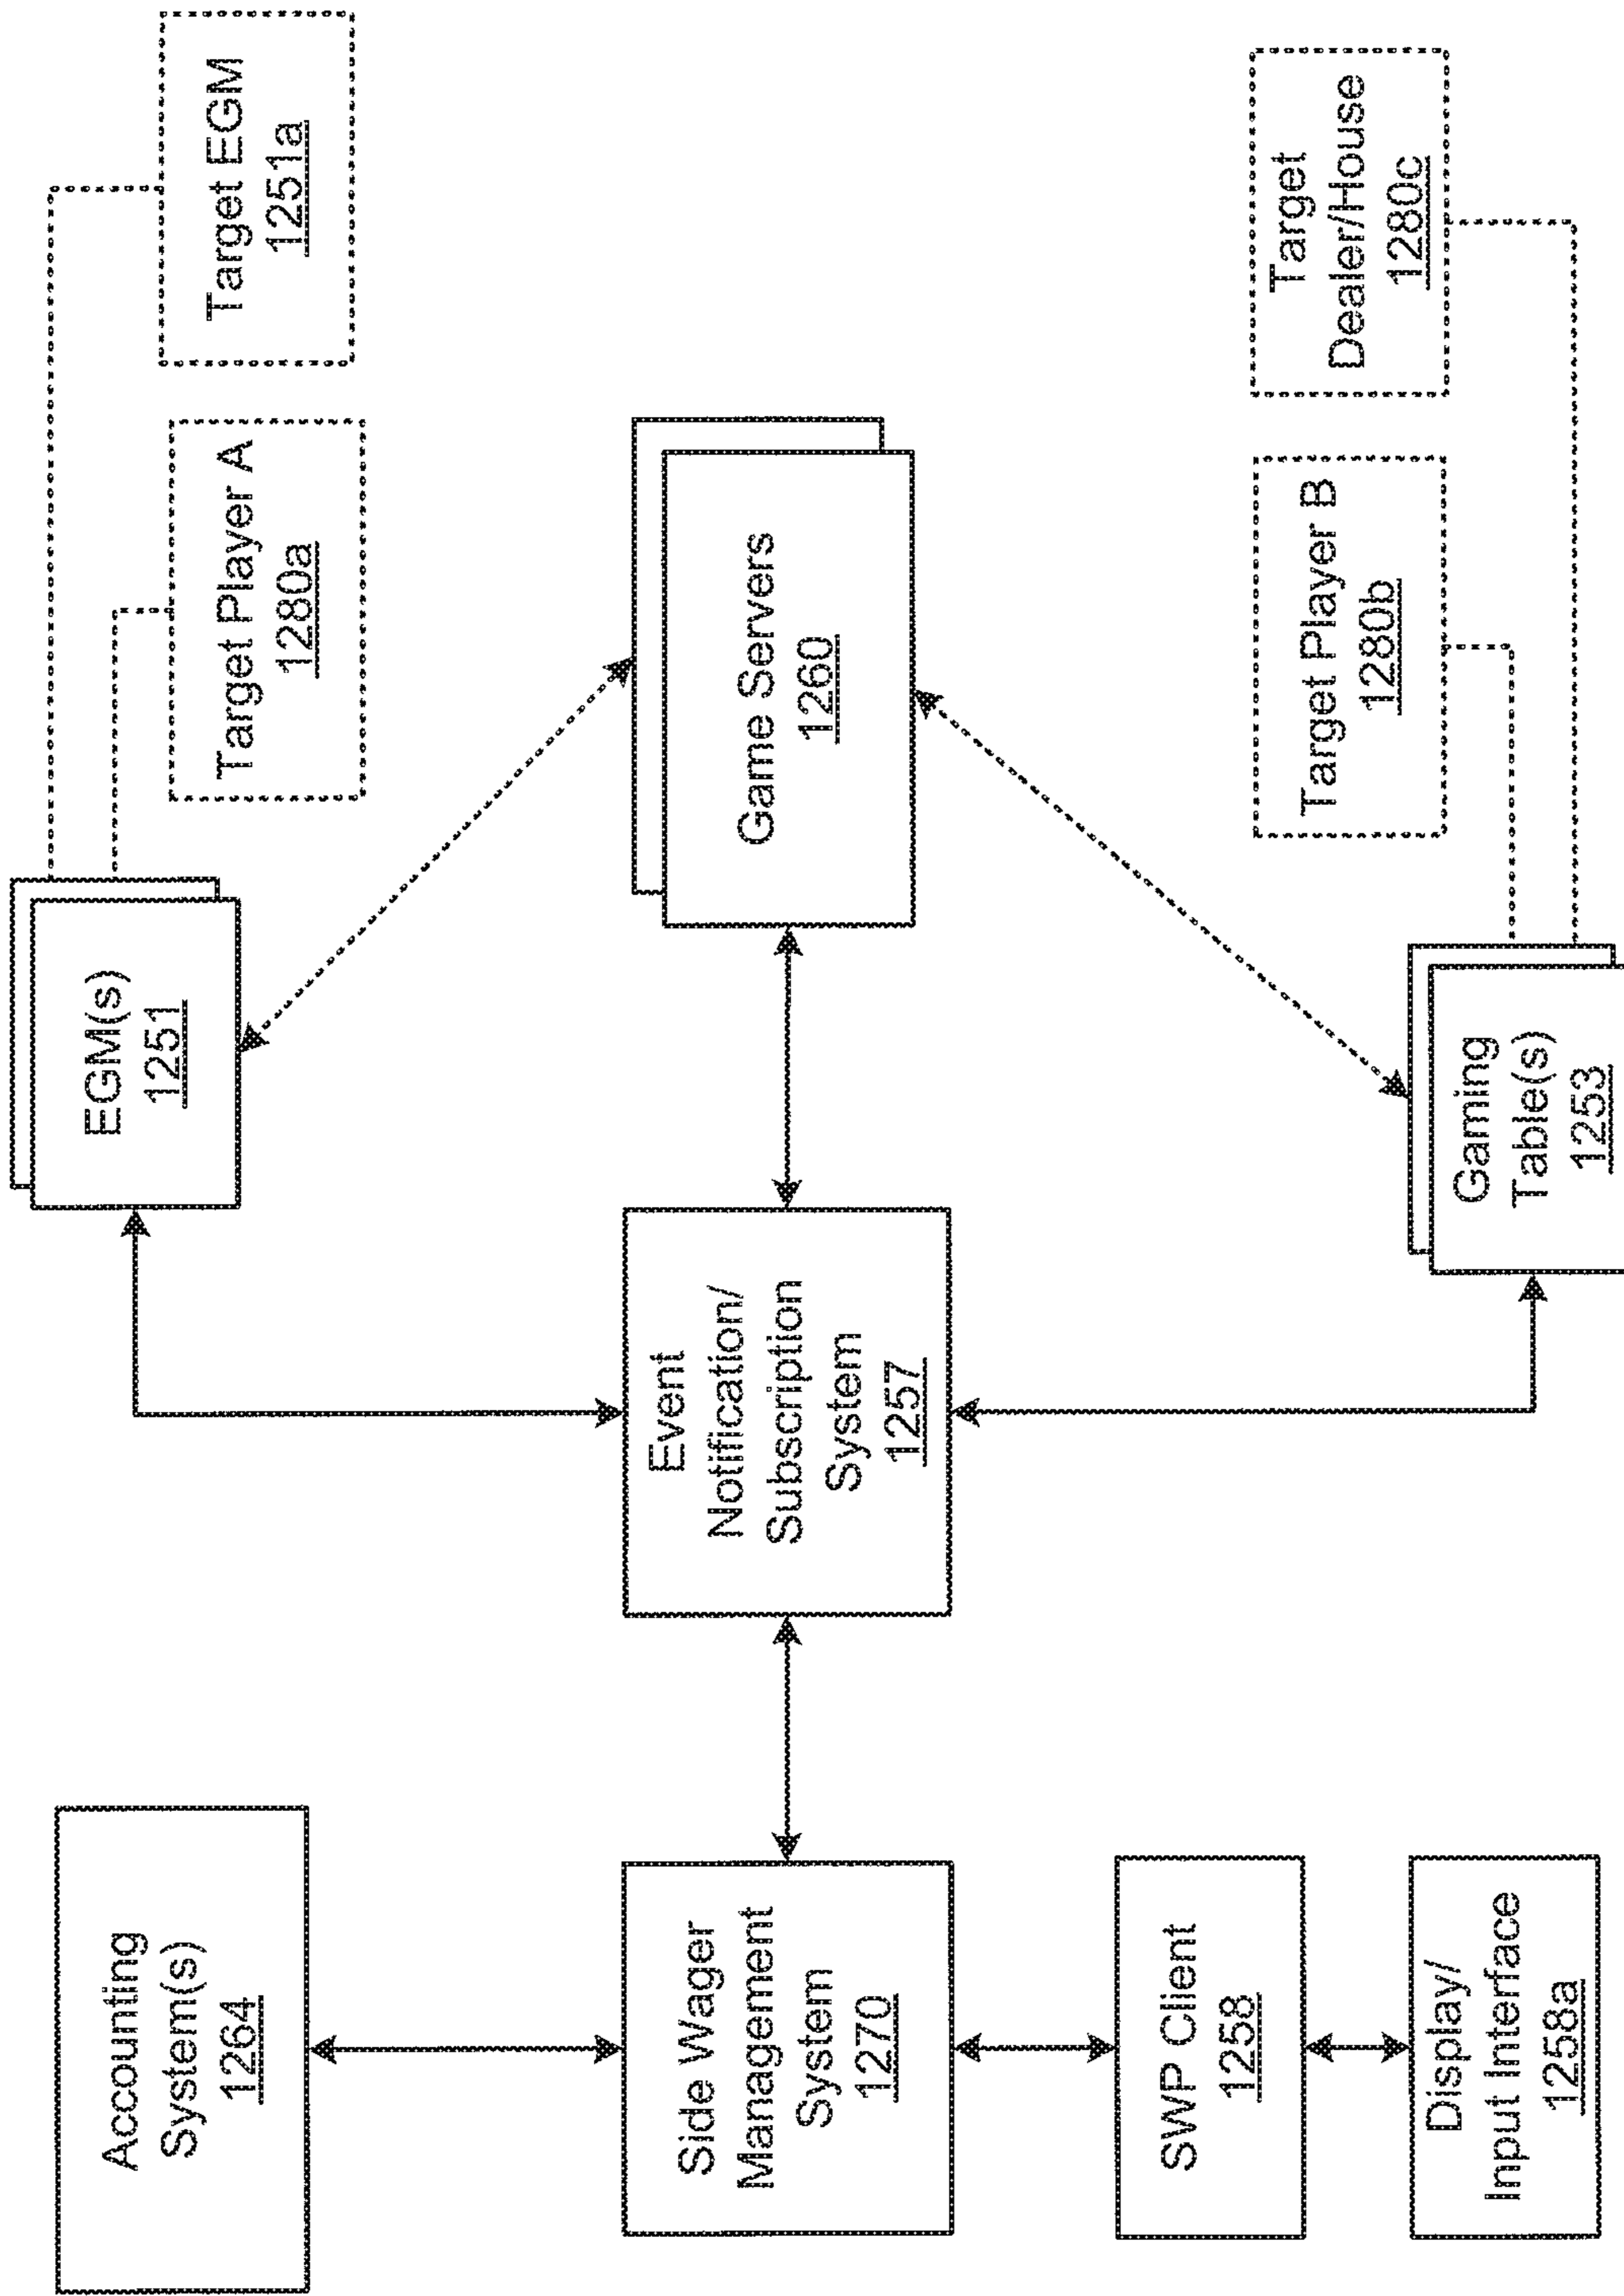 Accounting
System(s)
1264
Side Wager
Management
System
1270
SWP Client
1258
Display/
Input Interface
1258a
Event
Notification/
Subscription
System
1257
EGM(s)
1251
Game Servers
1260
Gaming
Table(s)
1253
Target Player A
1280a
Target EGM
1251a
Target Player B
1280b
Target
Dealer/House
1280c